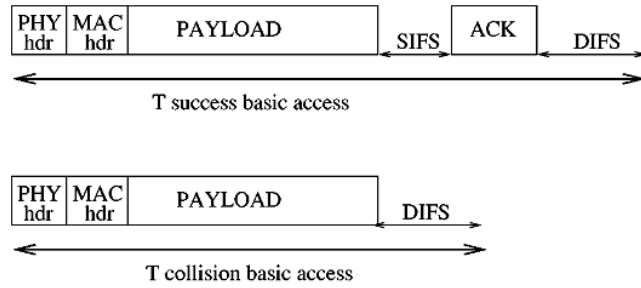 PHY hdr MAC hdr PAYLOAD SIFS ACK DIFS
T success basic access
PHY hdr MAC hdr PAYLOAD DIFS
T collision basic access